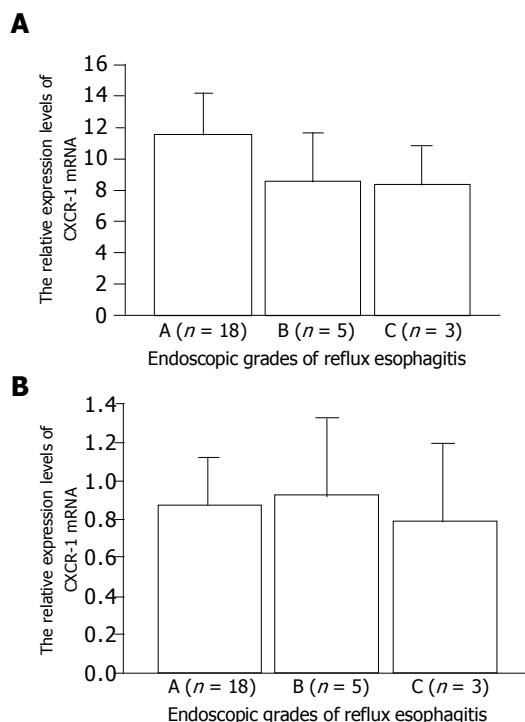 A
The relative expression levels of
CXCR-1 mRNA
16
14
12
10
8
6
4
2
0
A (n = 18) B (n = 5) C (n = 3)
Endoscopic grades of reflux esophagitis
B
The relative expression levels of
CXCR-1 mRNA
1.4
1.2
1.0
0.8
0.6
0.4
0.2
0.0
A (n = 18) B (n = 5) C (n = 3)
Endoscopic grades of reflux esophagitis